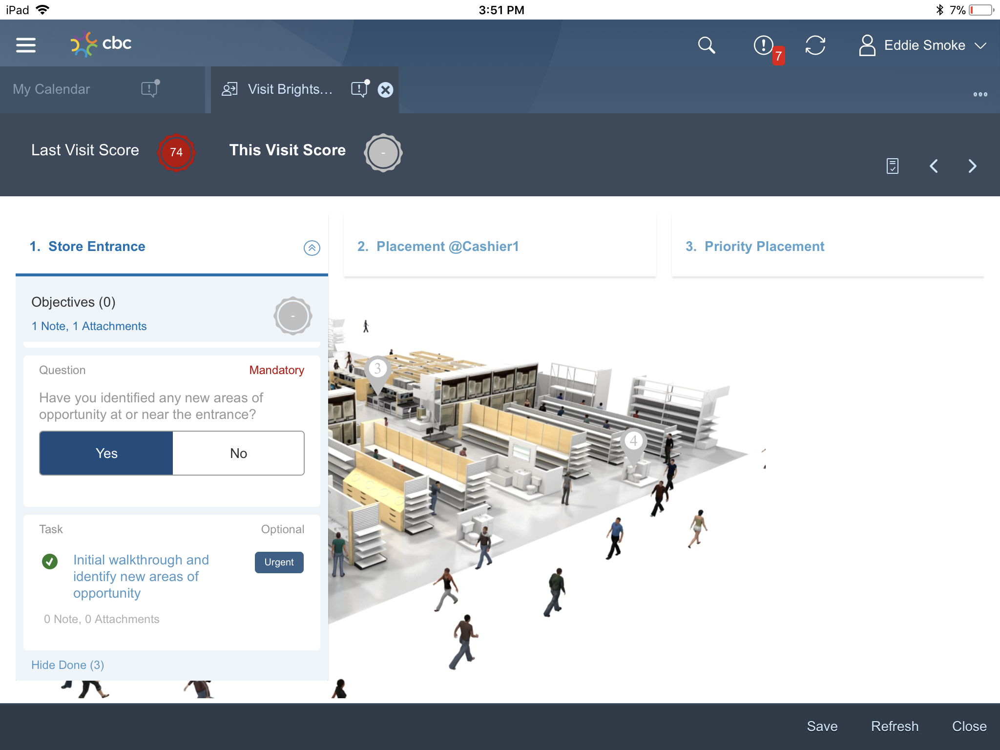 iPad 3:51 PM 7%
cbc 7 Eddie Smoke
My Calendar Visit Brights...
Last Visit Score 74 This Visit Score -
1. Store Entrance
2. Placement @Cashier1
3. Priority Placement
Objectives (0)
-
1 Note, 1 Attachments
Question Mandatory
Have you identified any new areas of
opportunity at or near the entrance?
Yes No
Task Optional
Initial walkthrough and
identify new areas of
opportunity
Urgent
0 Note, 0 Attachments
Hide Done (3)
3
4
Save Refresh Close